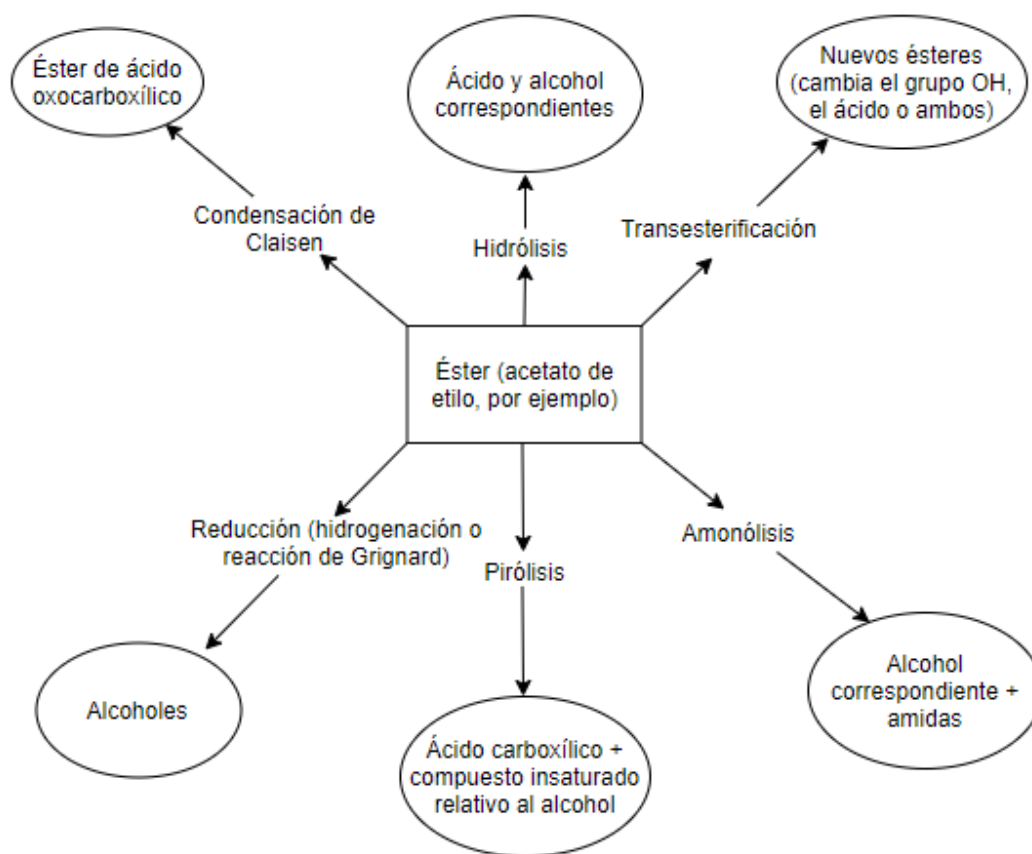 Éster de ácido
oxocarboxílico
Ácido y alcohol
correspondientes
Nuevos ésteres
(cambia el grupo OH,
el ácido o ambos)
Condensación de
Claisen
Hidrólisis
Transesterificación
Éster (acetato de
etilo, por ejemplo)
Reducción (hidrogenación o
reacción de Grignard)
Pirólisis
Amonólisis
Alcoholes
Ácido carboxílico +
compuesto insaturado
relativo al alcohol
Alcohol
correspondiente +
amidas